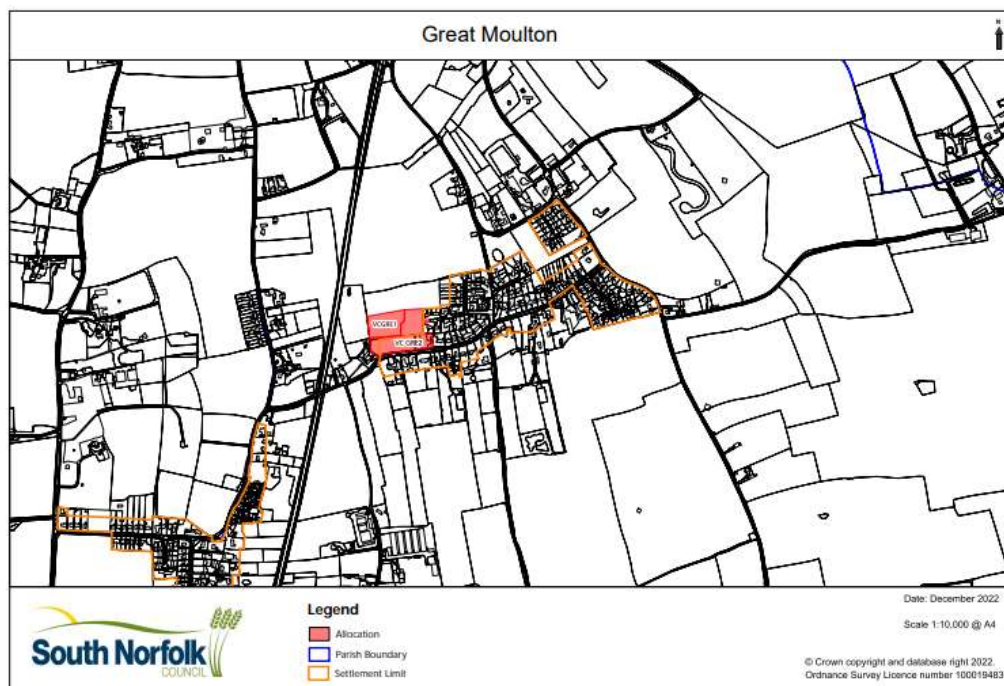 Great Moulton
N
VCGRE1
VC GRE2
South Norfolk
COUNCIL
Legend
Allocation
Parish Boundary
Settlement Limit
Date: December 2022
Scale 1:10,000 @ A4
© Crown copyright and database right 2022.
Ordnance Survey Licence number 100019483